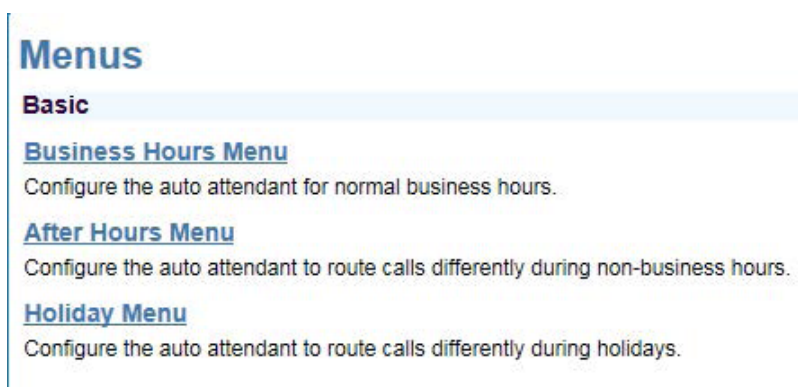 Menus
Basic
Business Hours Menu
Configure the auto attendant for normal business hours.
After Hours Menu
Configure the auto attendant to route calls differently during non-business hours.
Holiday Menu
Configure the auto attendant to route calls differently during holidays.